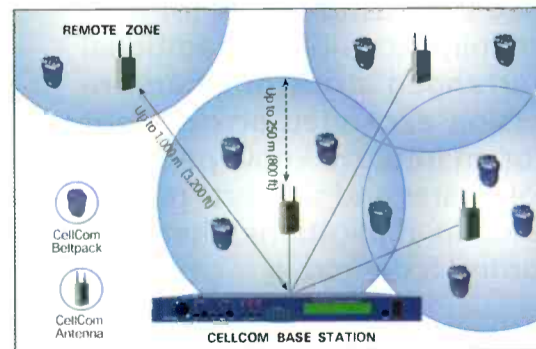 REMOTE ZONE
Up to 1,000 m (3,200 ft)
Up to 250 m (800 ft)
CellCom
Beltpack
CellCom
Antenna
CELLCOM BASE STATION